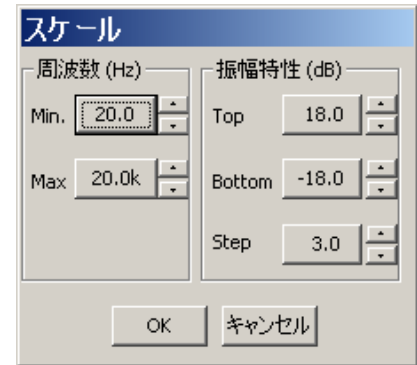 スケール
周波数 (Hz)
Min. 20.0
Max 20.0k
振幅特性 (dB)
Top 18.0
Bottom -18.0
Step 3.0
OK キャンセル